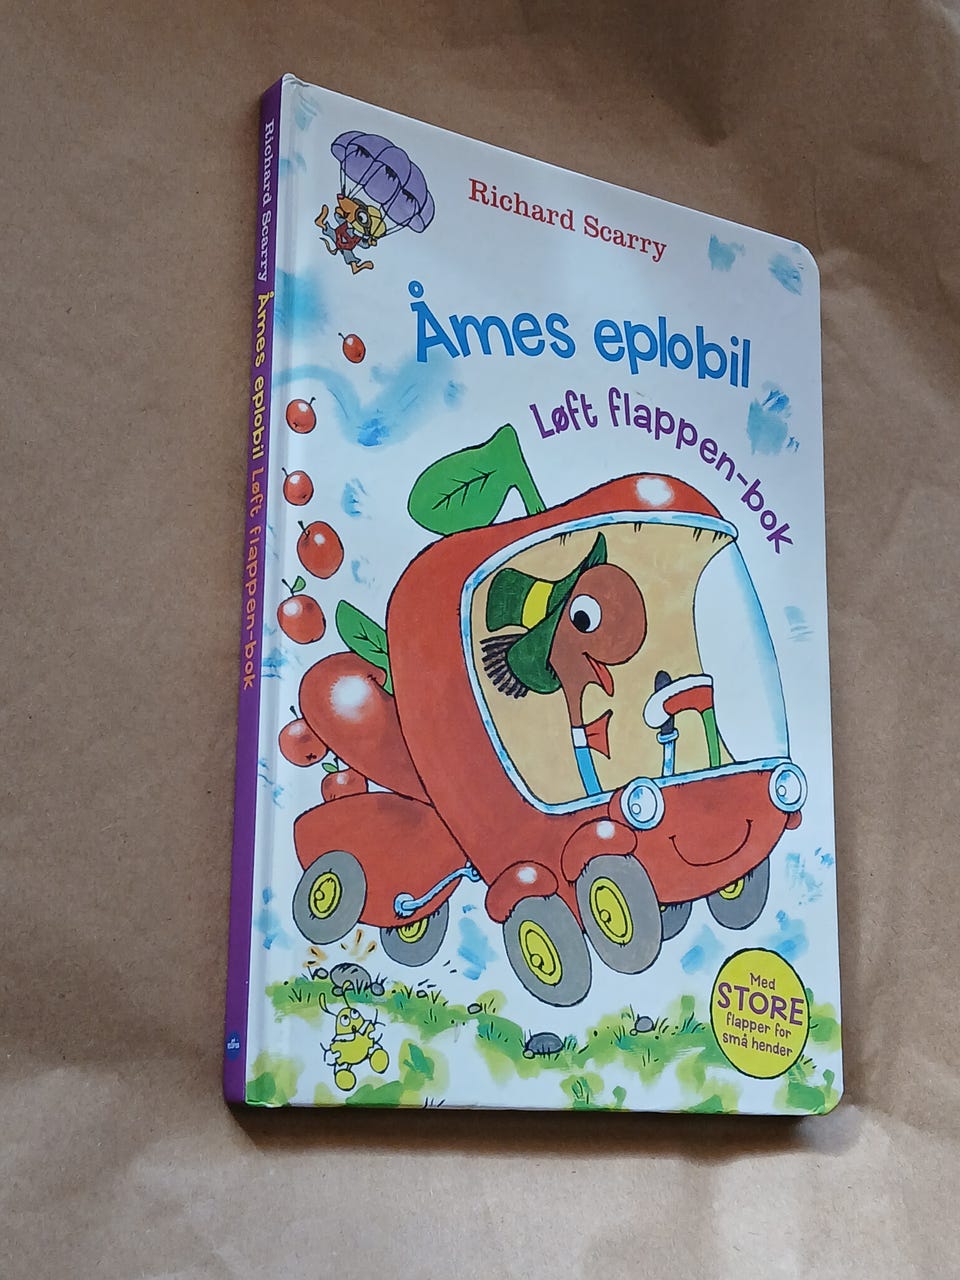 Richard Scarry Åmes eplobil Løft flappen-bok
Richard Scarry
Åmes eplobil
Løft flappen-bok
Med
STORE
flapper for
små hender